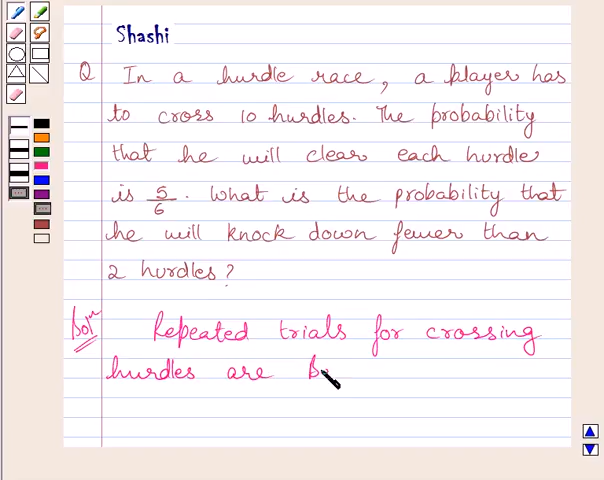 Shashi
Q In a hurdle race, a player has
to cross 10 hurdles. The probability
that he will clear each hurdle
is 5/6. What is the probability that
he will knock down fewer than
2 hurdles?
Solⁿ Repeated trials for crossing
hurdles are B